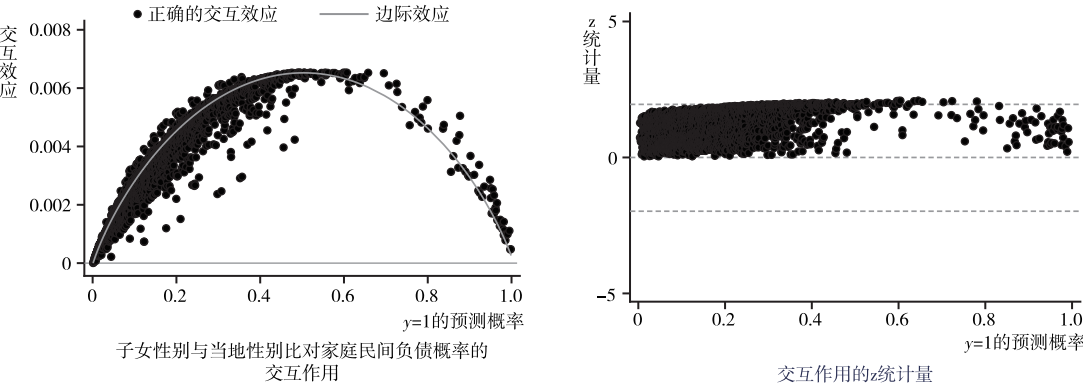 正确的交互效应 边际效应
交互效应
0.008
0.006
0.004
0.002
0
0 0.2 0.4 0.6 0.8 1.0
y=1的预测概率
子女性别与当地性别比对家庭民间负债概率的
交互作用
z统计量
5
0
-5
0 0.2 0.4 0.6 0.8 1.0
y=1的预测概率
交互作用的z统计量